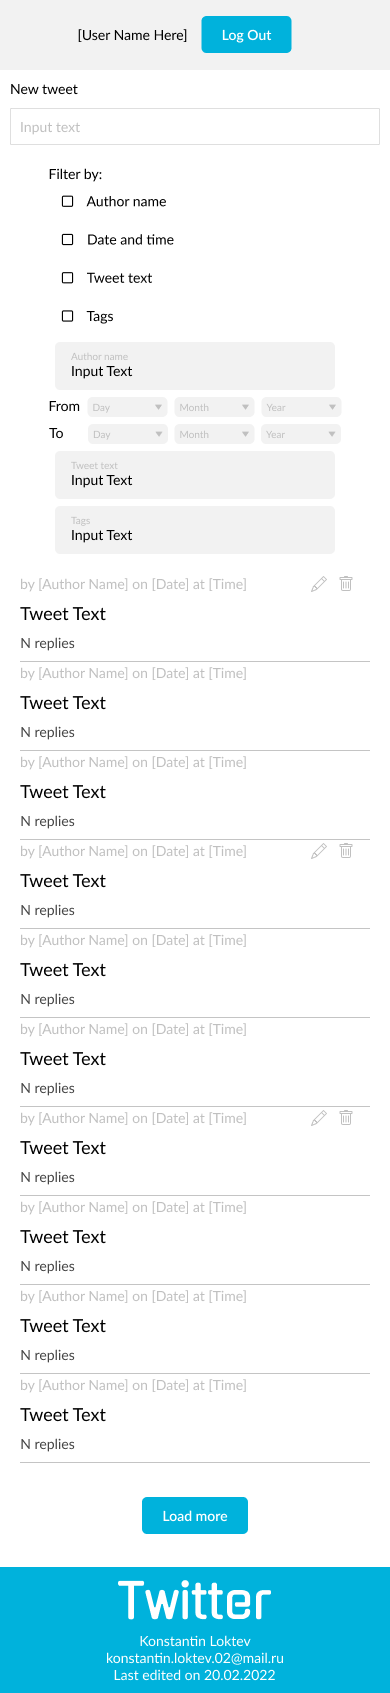 [User Name Here] Log Out
New tweet
Input text
Filter by:
Author name
Date and time
Tweet text
Tags
Author name
Input Text
From Day Month Year
To Day Month Year
Tweet text
Input Text
Tags
Input Text
by [Author Name] on [Date] at [Time]
Tweet Text
N replies
by [Author Name] on [Date] at [Time]
Tweet Text
N replies
by [Author Name] on [Date] at [Time]
Tweet Text
N replies
by [Author Name] on [Date] at [Time]
Tweet Text
N replies
by [Author Name] on [Date] at [Time]
Tweet Text
N replies
by [Author Name] on [Date] at [Time]
Tweet Text
N replies
by [Author Name] on [Date] at [Time]
Tweet Text
N replies
by [Author Name] on [Date] at [Time]
Tweet Text
N replies
by [Author Name] on [Date] at [Time]
Tweet Text
N replies
by [Author Name] on [Date] at [Time]
Tweet Text
N replies
Load more
Twitter
Konstantin Loktev
konstantin.loktev.02@mail.ru
Last edited on 20.02.2022